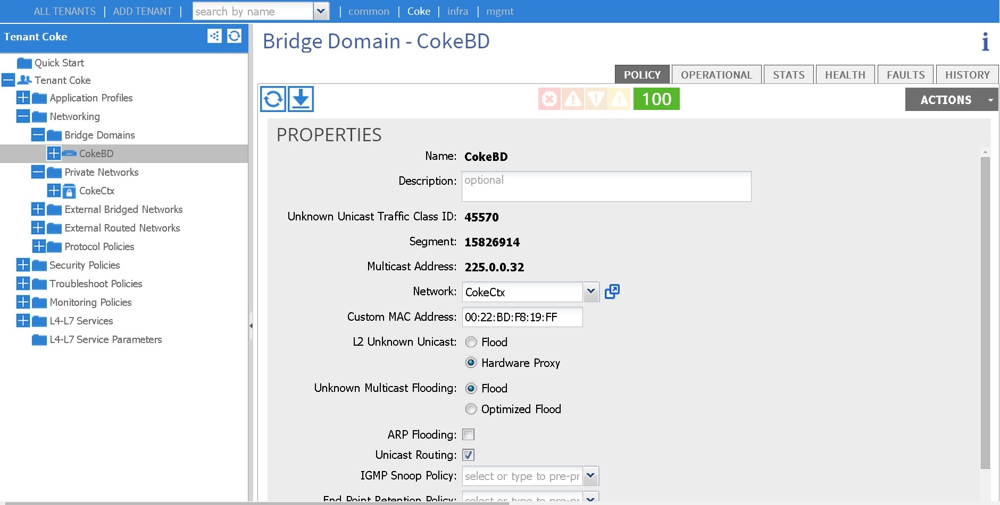 ALL TENANTS | ADD TENANT | search by name | common | Coke | infra | mgmt
Tenant Coke
Quick Start
Tenant Coke
Application Profiles
Networking
Bridge Domains
CokeBD
Private Networks
CokeCtx
External Bridged Networks
External Routed Networks
Protocol Policies
Security Policies
Troubleshoot Policies
Monitoring Policies
L4-L7 Services
L4-L7 Service Parameters
Bridge Domain - CokeBD
i
POLICY OPERATIONAL STATS HEALTH FAULTS HISTORY
100 ACTIONS
PROPERTIES
Name: CokeBD
Description: optional
Unknown Unicast Traffic Class ID: 45570
Segment: 15826914
Multicast Address: 225.0.0.32
Network: CokeCtx
Custom MAC Address: 00:22:BD:F8:19:FF
L2 Unknown Unicast: Flood
Hardware Proxy
Unknown Multicast Flooding: Flood
Optimized Flood
ARP Flooding:
Unicast Routing:
IGMP Snoop Policy: select or type to pre-pr
End Point Retention Policy: select or type to pre-pr